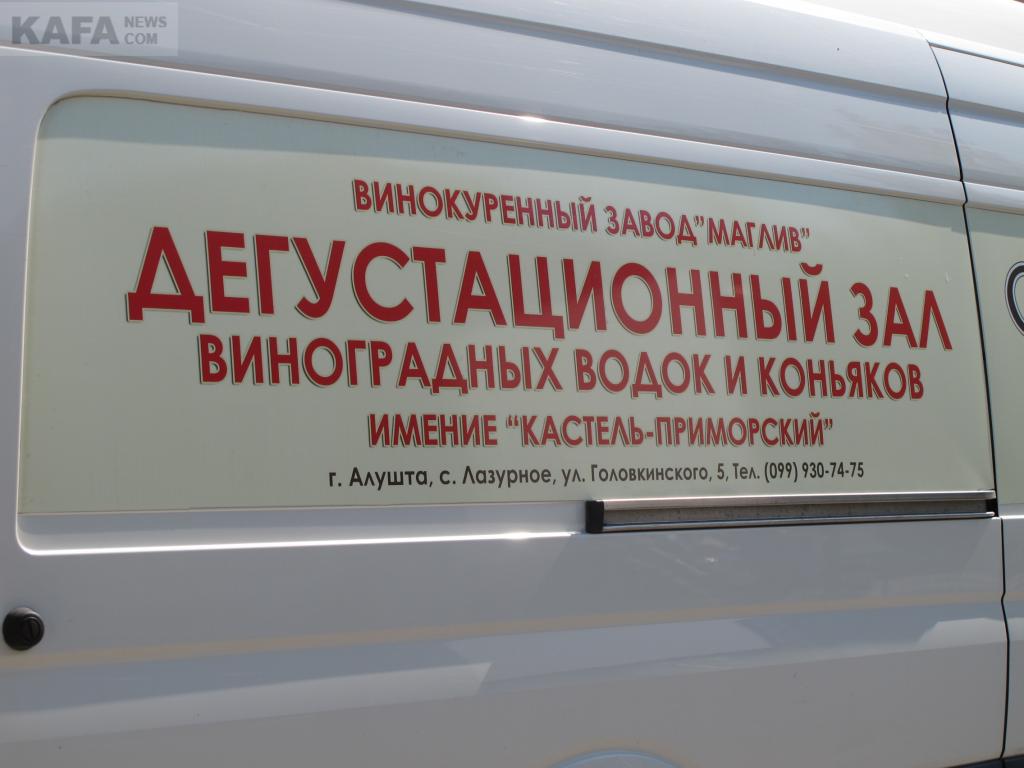 KAFA NEWS
COM
ВИНОКУРЕННЫЙ ЗАВОД"МАГЛИВ"
ДЕГУСТАЦИОННЫЙ ЗАЛ
ВИНОГРАДНЫХ ВОДОК И КОНЬЯКОВ
ИМЕНИЕ "КАСТЕЛЬ-ПРИМОРСКИЙ"
г. Алушта, с. Лазурное, ул. Головкинского, 5, Тел. (099) 930-74-75